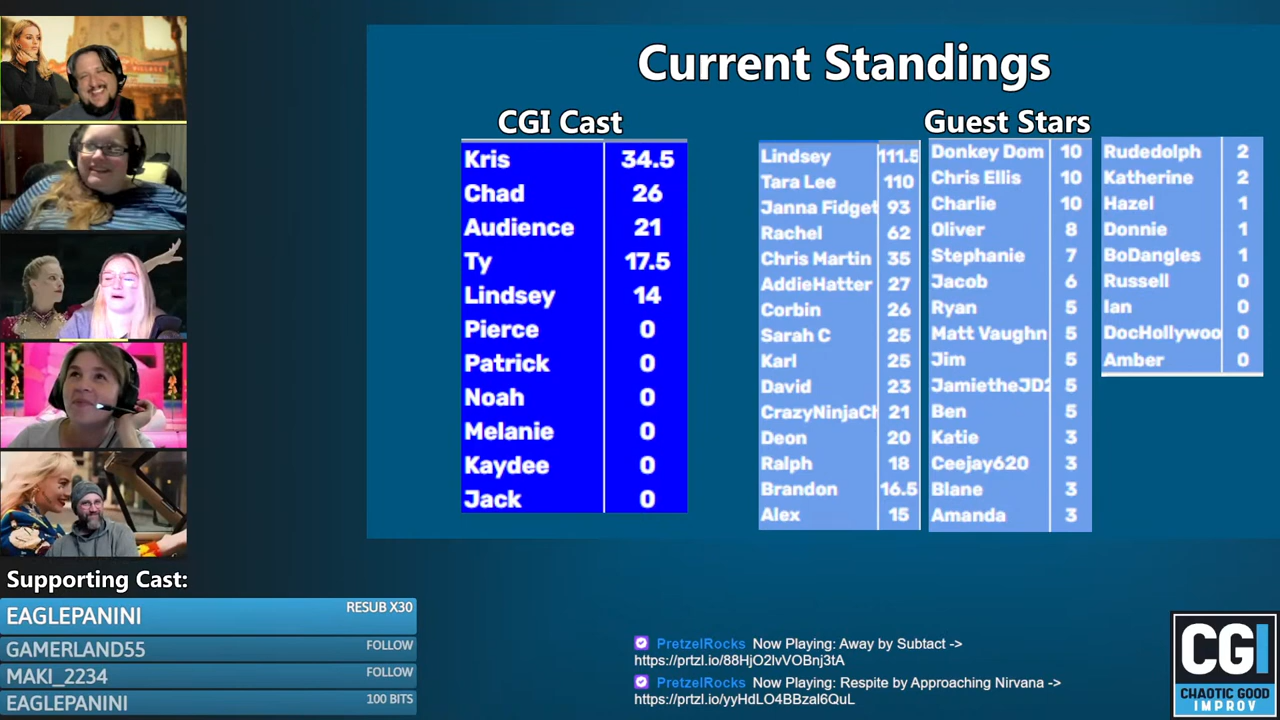 Current Standings
CGI Cast
Kris 34.5
Chad 26
Audience 21
Ty 17.5
Lindsey 14
Pierce 0
Patrick 0
Noah 0
Melanie 0
Kaydee 0
Jack 0
Guest Stars
Lindsey 111.5
Tara Lee 110
Janna Fidget 93
Rachel 62
Chris Martin 35
AddieHatter 27
Corbin 26
Sarah C 25
Karl 25
David 23
CrazyNinjaCh 21
Deon 20
Ralph 18
Brandon 16.5
Alex 15
Donkey Dom 10
Chris Ellis 10
Charlie 10
Oliver 8
Stephanie 7
Jacob 6
Ryan 5
Matt Vaughn 5
Jim 5
JamietheJD2 5
Ben 5
Katie 3
Ceejay620 3
Blane 3
Amanda 3
Rudedolph 2
Katherine 2
Hazel 1
Donnie 1
BoDangles 1
Russell 0
Ian 0
DocHollywoo 0
Amber 0
Supporting Cast:
EAGLEPANINI RESUB X30
GAMERLAND55 FOLLOW
MAKI_2234 FOLLOW
EAGLEPANINI 100 BITS
PretzelRocks Now Playing: Away by Subtact ->
https://prtzl.io/88HjO2lvVOBnj3tA
PretzelRocks Now Playing: Respite by Approaching Nirvana ->
https://prtzl.io/yyHdLO4BBzal6QuL
CGI
CHAOTIC GOOD
IMPROV